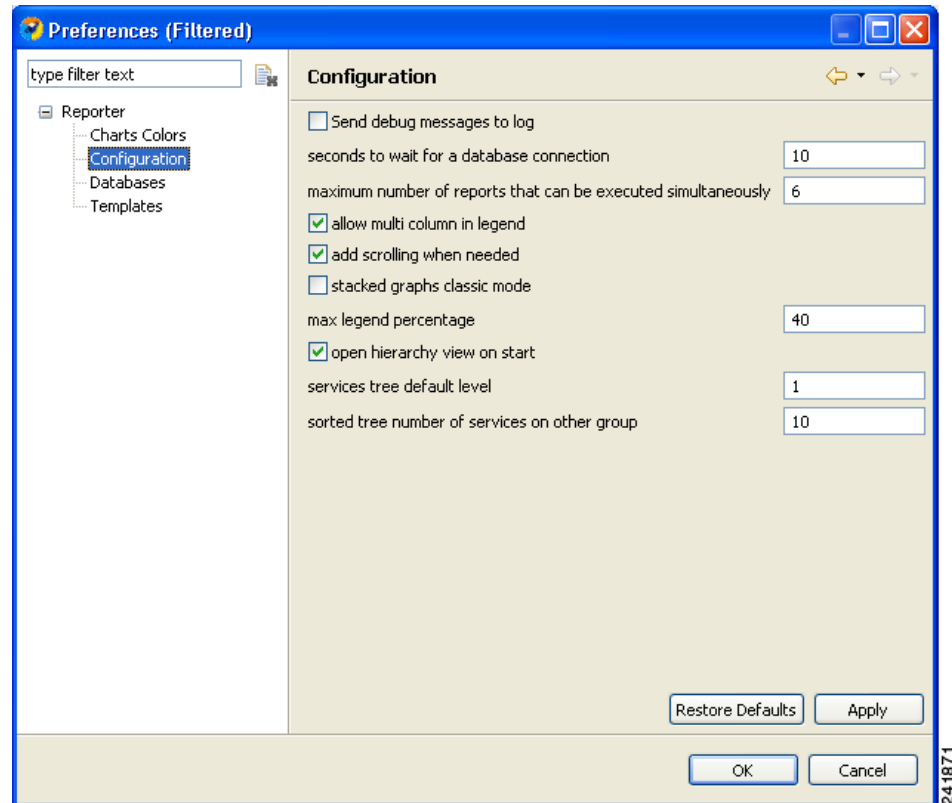 Preferences (Filtered)
type filter text
Reporter
Charts Colors
Configuration
Databases
Templates
Configuration
Send debug messages to log
seconds to wait for a database connection 10
maximum number of reports that can be executed simultaneously 6
allow multi column in legend
add scrolling when needed
stacked graphs classic mode
max legend percentage 40
open hierarchy view on start
services tree default level 1
sorted tree number of services on other group 10
Restore Defaults Apply
OK Cancel
241871